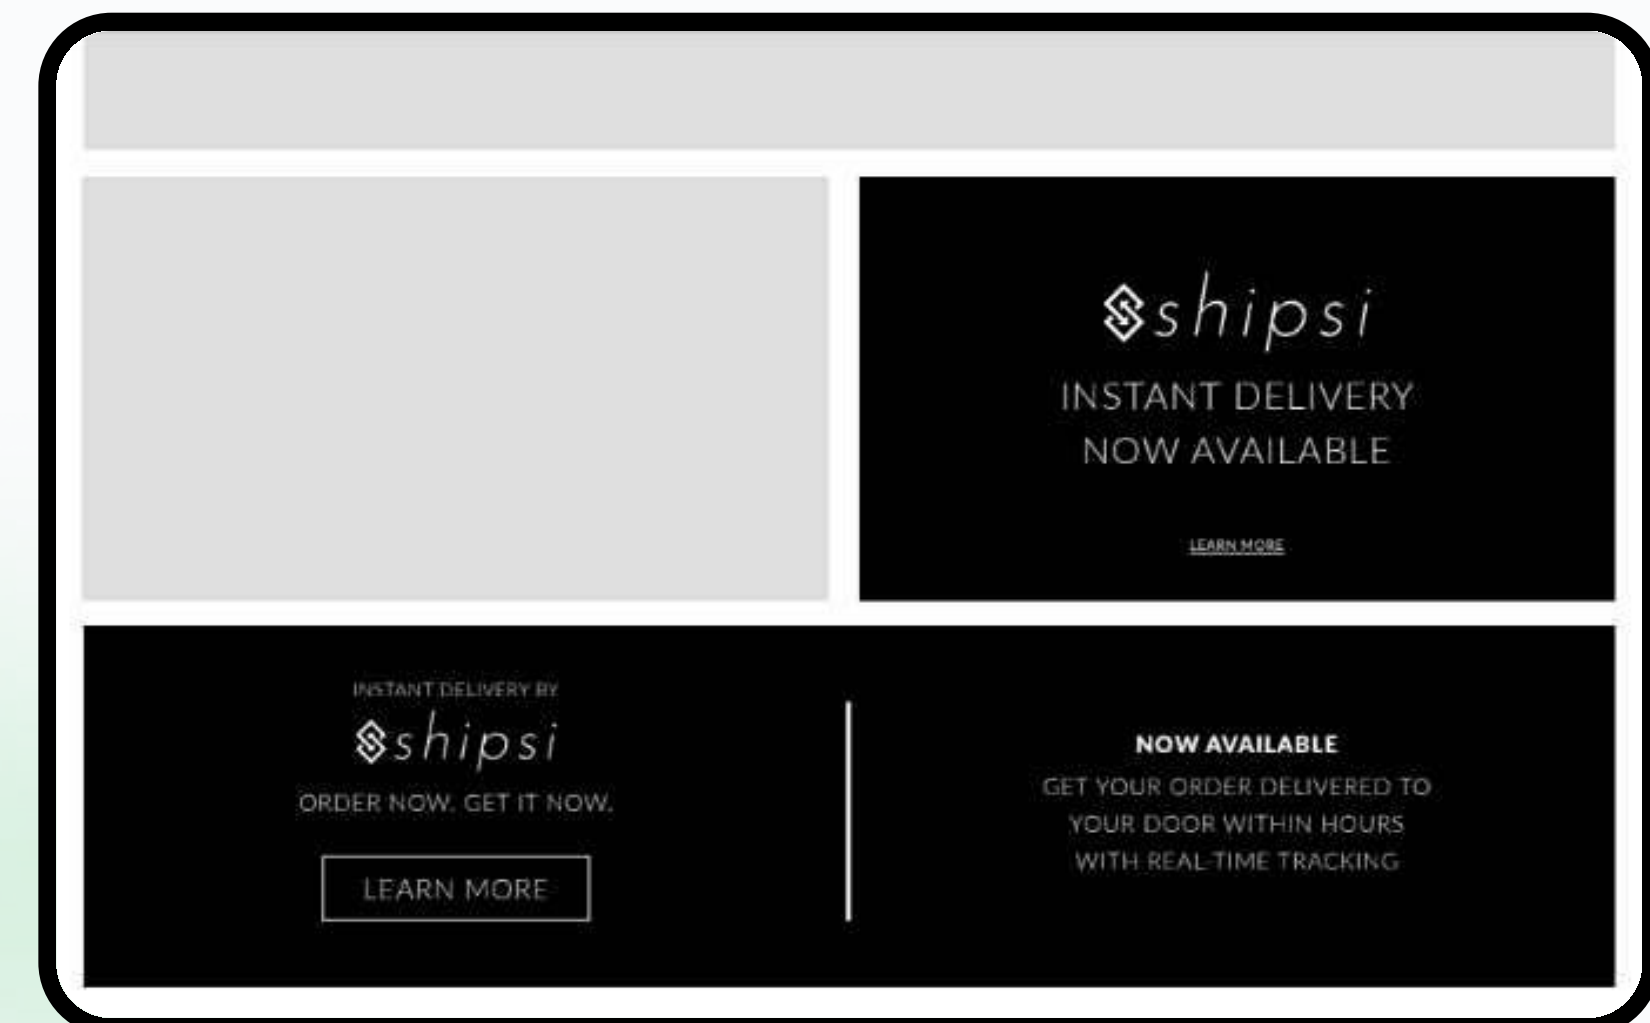 shipsi
INSTANT DELIVERY
NOW AVAILABLE
LEARN MORE
INSTANT DELIVERY BY
shipsi
ORDER NOW. GET IT NOW.
LEARN MORE
NOW AVAILABLE
GET YOUR ORDER DELIVERED TO
YOUR DOOR WITHIN HOURS
WITH REAL-TIME TRACKING